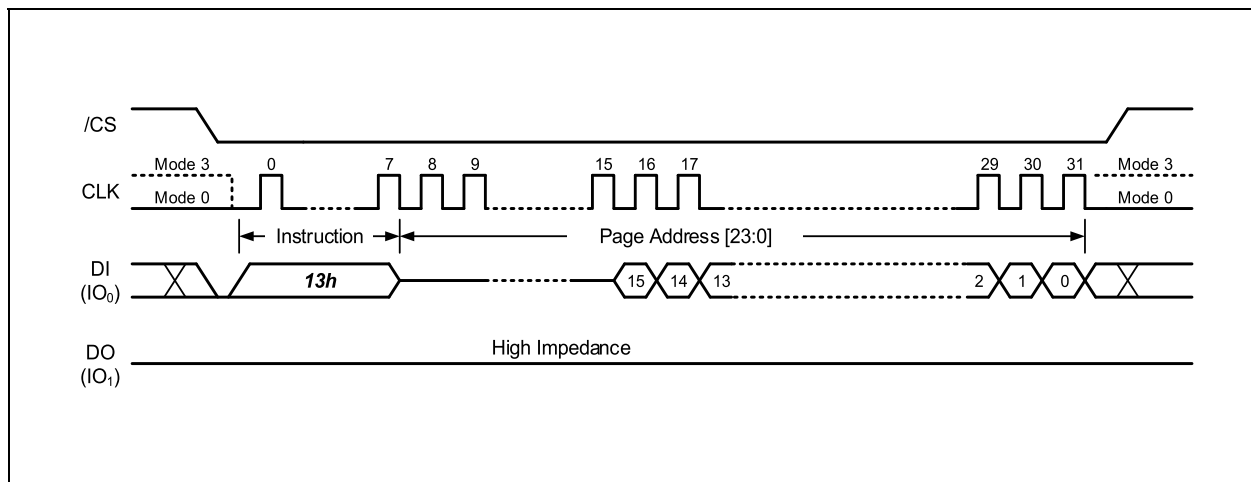 /CS
Mode 3 0 7 8 9 15 16 17 29 30 31 Mode 3
CLK
Mode 0 Mode 0
Instruction Page Address [23:0]
DI
(IO₀)
13h 15 14 13 2 1 0
High Impedance
DO
(IO₁)